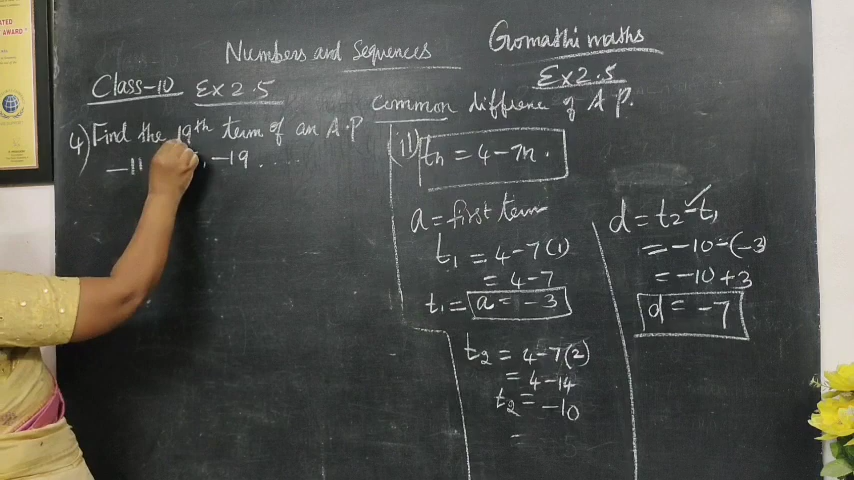 RATED
AWARD"
Numbers and Sequences
Gomathi maths
Class-10 Ex 2.5
Ex 2.5
4) Find the 19th term of an A.P
-11 , -19 . . . . .
common difference of A.P.
(ii) tn = 4-7n.
a = first term
t1 = 4-7(1)
= 4-7
t1 = a = -3
t2 = 4-7(2)
= 4-14
t2 = -10
=
d = t2-t1
= -10-(-3)
= -10+3
d = -7